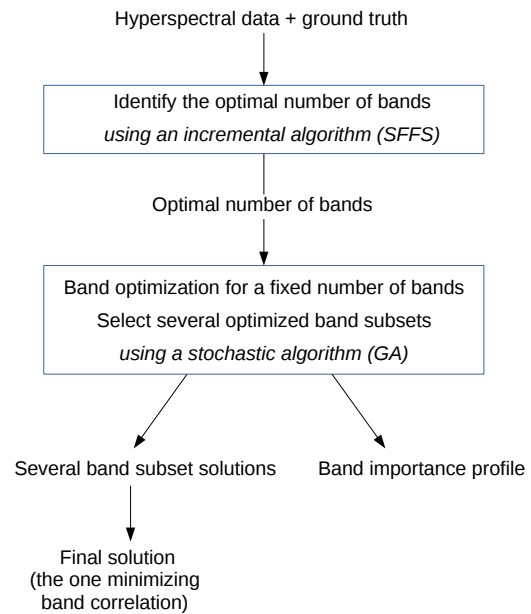 Hyperspectral data + ground truth
Identify the optimal number of bands
using an incremental algorithm (SFFS)
Optimal number of bands
Band optimization for a fixed number of bands
Select several optimized band subsets
using a stochastic algorithm (GA)
Several band subset solutions
Band importance profile
Final solution
(the one minimizing
band correlation)